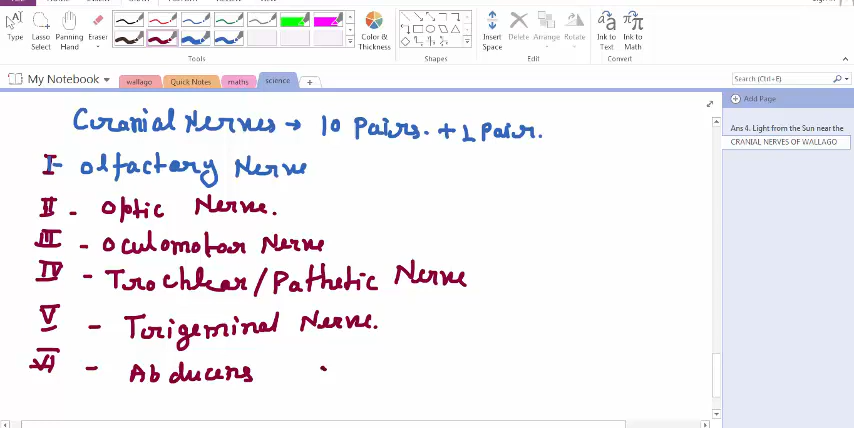 Type
Lasso Select
Panning Hand
Eraser
Tools
Color & Thickness
Shapes
Insert Space
Delete
Arrange
Rotate
Edit
Ink to Text
Ink to Math
Convert
My Notebook
wallago
Quick Notes
maths
science
+
Search (Ctrl+E)
Add Page
Ans 4. Light from the Sun near the
CRANIAL NERVES OF WALLAGO
Cranial Nerves → 10 Pairs. + 1 Pair.
I- Olfactory Nerve
II - Optic Nerve.
III - Oculomotor Nerve
IV - Trochlear/Pathetic Nerve
V - Torigeminal Nerve.
VI - Abducens